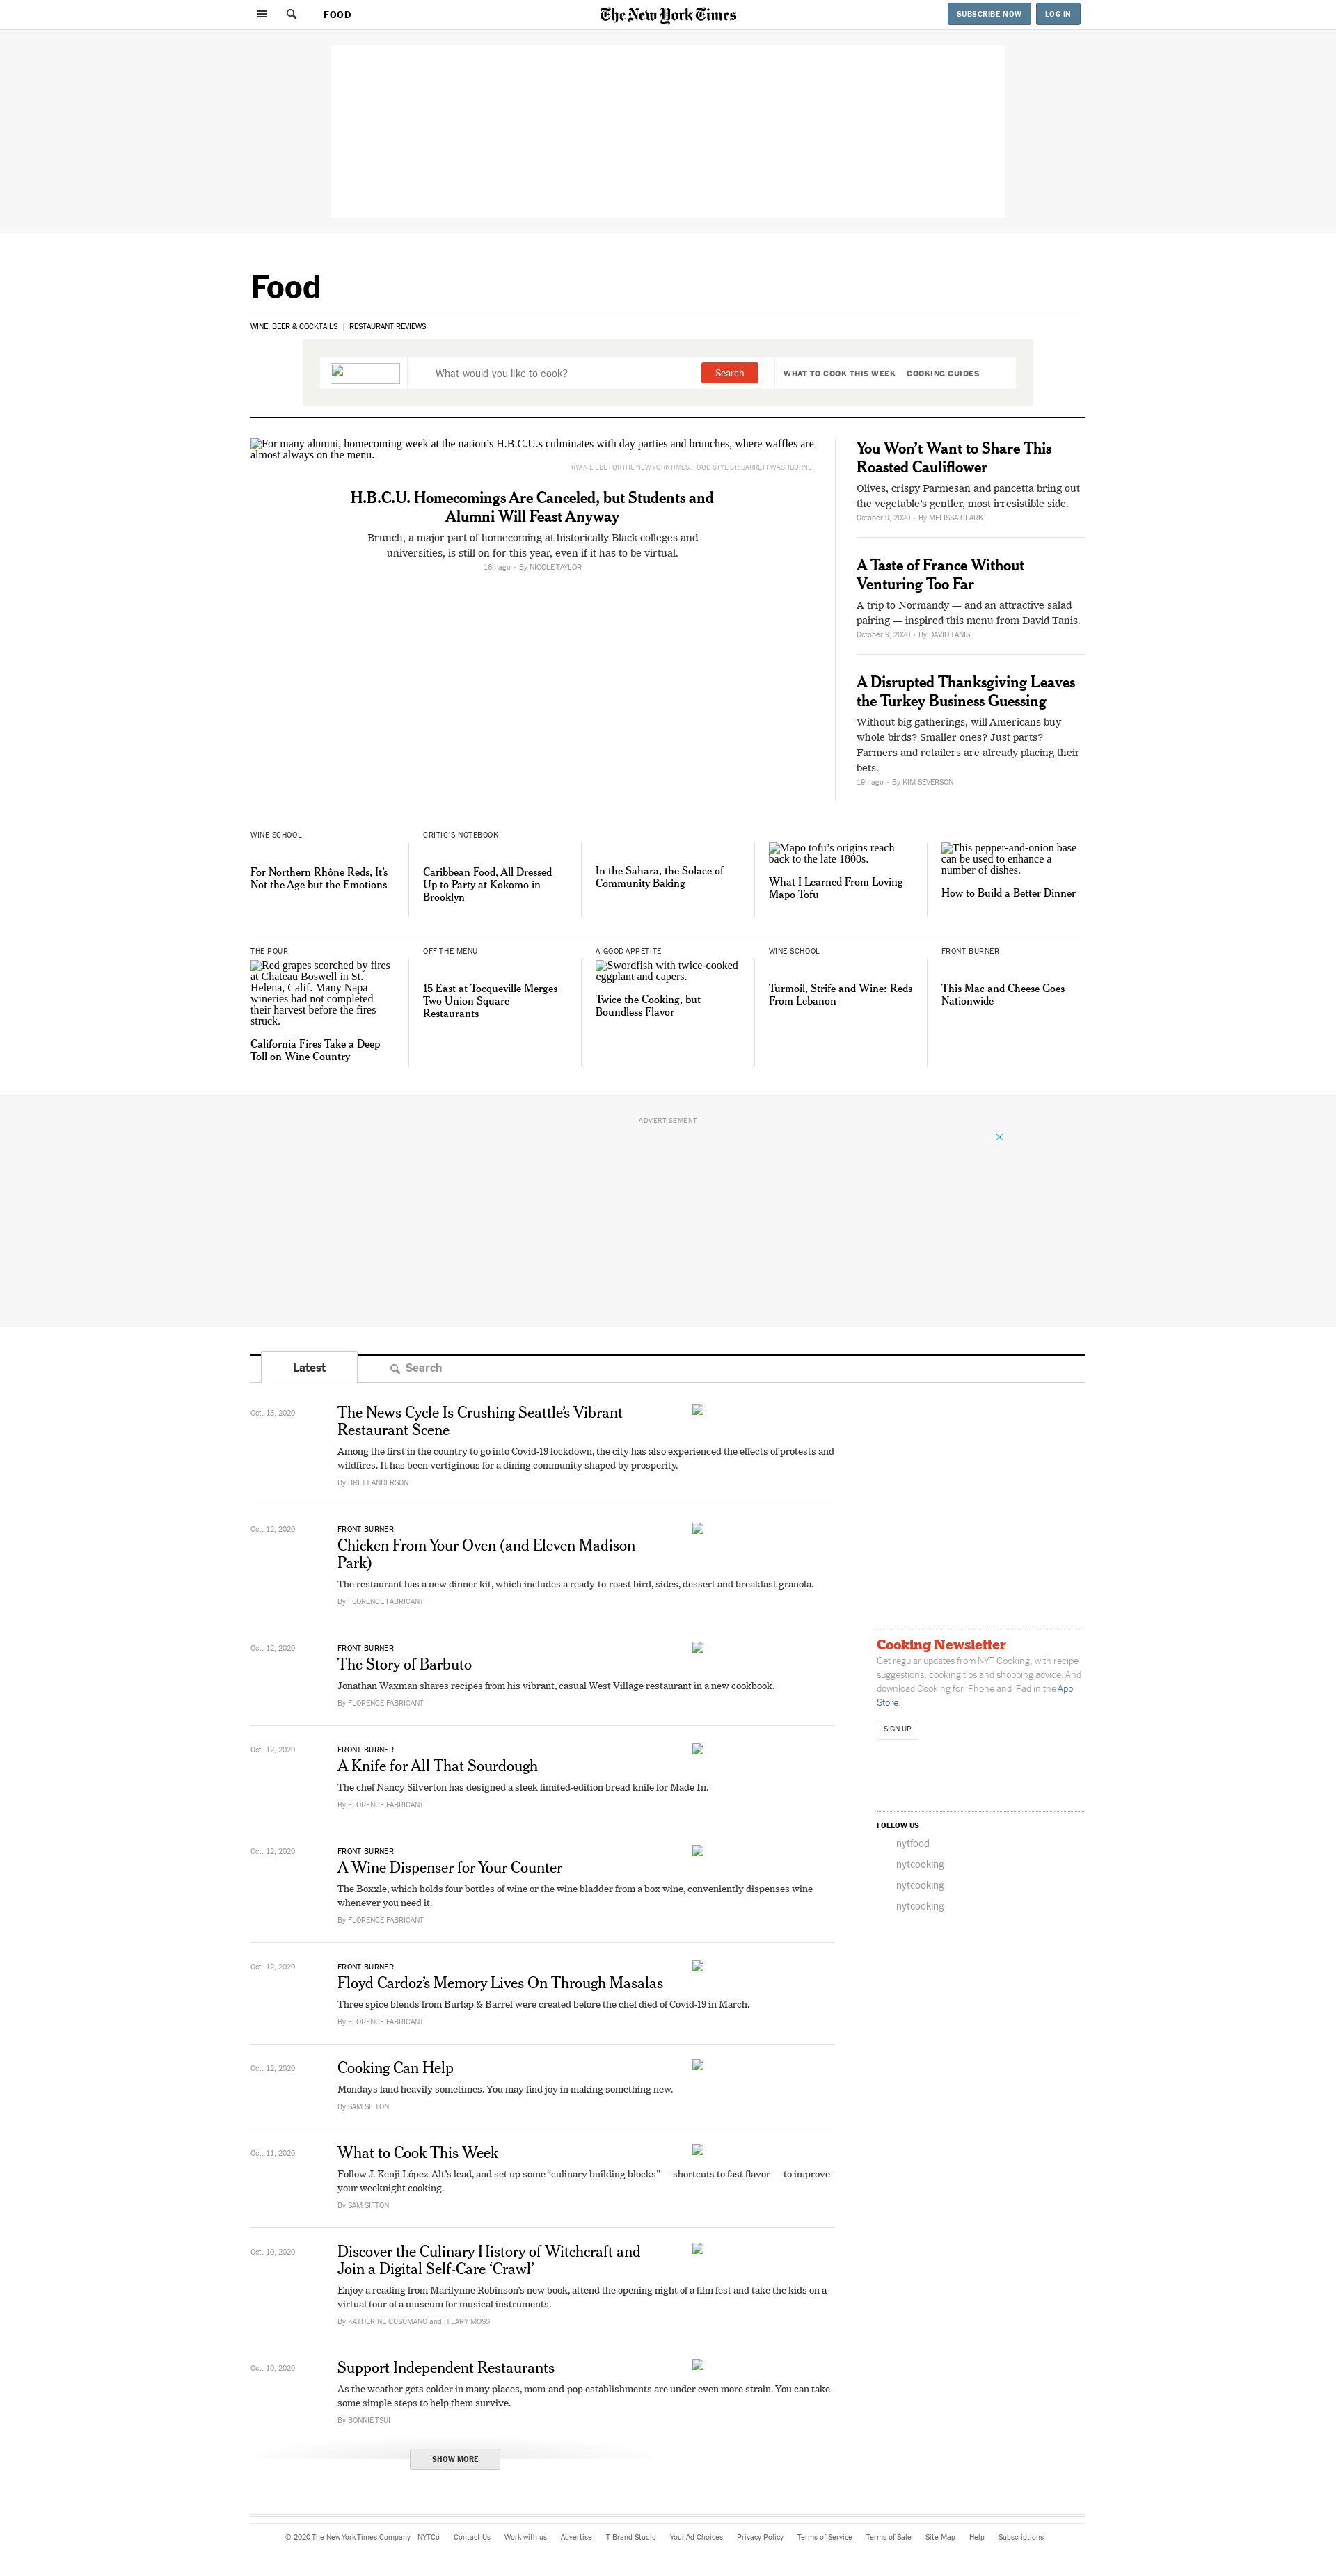 FOOD
The New York Times
SUBSCRIBE NOW
LOG IN
Food
WINE, BEER & COCKTAILS
RESTAURANT REVIEWS
What would you like to cook?
Search
WHAT TO COOK THIS WEEK
COOKING GUIDES
For many alumni, homecoming week at the nation’s H.B.C.U.s culminates with day parties and brunches, where waffles are
almost always on the menu.
RYAN LIEBE FOR THE NEW YORK TIMES. FOOD STYLIST: BARRETT WASHBURNE.
H.B.C.U. Homecomings Are Canceled, but Students and
Alumni Will Feast Anyway
Brunch, a major part of homecoming at historically Black colleges and
universities, is still on for this year, even if it has to be virtual.
16h ago • By NICOLE TAYLOR
You Won’t Want to Share This
Roasted Cauliflower
Olives, crispy Parmesan and pancetta bring out
the vegetable’s gentler, most irresistible side.
October 9, 2020 • By MELISSA CLARK
A Taste of France Without
Venturing Too Far
A trip to Normandy — and an attractive salad
pairing — inspired this menu from David Tanis.
October 9, 2020 • By DAVID TANIS
A Disrupted Thanksgiving Leaves
the Turkey Business Guessing
Without big gatherings, will Americans buy
whole birds? Smaller ones? Just parts?
Farmers and retailers are already placing their
bets.
19h ago • By KIM SEVERSON
WINE SCHOOL
For Northern Rhône Reds, It’s
Not the Age but the Emotions
CRITIC’S NOTEBOOK
Caribbean Food, All Dressed
Up to Party at Kokomo in
Brooklyn
In the Sahara, the Solace of
Community Baking
Mapo tofu’s origins reach
back to the late 1800s.
What I Learned From Loving
Mapo Tofu
This pepper-and-onion base
can be used to enhance a
number of dishes.
How to Build a Better Dinner
THE POUR
Red grapes scorched by fires
at Chateau Boswell in St.
Helena, Calif. Many Napa
wineries had not completed
their harvest before the fires
struck.
California Fires Take a Deep
Toll on Wine Country
OFF THE MENU
15 East at Tocqueville Merges
Two Union Square
Restaurants
A GOOD APPETITE
Swordfish with twice-cooked
eggplant and capers.
Twice the Cooking, but
Boundless Flavor
WINE SCHOOL
Turmoil, Strife and Wine: Reds
From Lebanon
FRONT BURNER
This Mac and Cheese Goes
Nationwide
ADVERTISEMENT
Latest
Search
Oct. 13, 2020
The News Cycle Is Crushing Seattle’s Vibrant
Restaurant Scene
Among the first in the country to go into Covid-19 lockdown, the city has also experienced the effects of protests and
wildfires. It has been vertiginous for a dining community shaped by prosperity.
By BRETT ANDERSON
Oct. 12, 2020
FRONT BURNER
Chicken From Your Oven (and Eleven Madison
Park)
The restaurant has a new dinner kit, which includes a ready-to-roast bird, sides, dessert and breakfast granola.
By FLORENCE FABRICANT
Oct. 12, 2020
FRONT BURNER
The Story of Barbuto
Jonathan Waxman shares recipes from his vibrant, casual West Village restaurant in a new cookbook.
By FLORENCE FABRICANT
Oct. 12, 2020
FRONT BURNER
A Knife for All That Sourdough
The chef Nancy Silverton has designed a sleek limited-edition bread knife for Made In.
By FLORENCE FABRICANT
Oct. 12, 2020
FRONT BURNER
A Wine Dispenser for Your Counter
The Boxxle, which holds four bottles of wine or the wine bladder from a box wine, conveniently dispenses wine
whenever you need it.
By FLORENCE FABRICANT
Oct. 12, 2020
FRONT BURNER
Floyd Cardoz’s Memory Lives On Through Masalas
Three spice blends from Burlap & Barrel were created before the chef died of Covid-19 in March.
By FLORENCE FABRICANT
Oct. 12, 2020
Cooking Can Help
Mondays land heavily sometimes. You may find joy in making something new.
By SAM SIFTON
Oct. 11, 2020
What to Cook This Week
Follow J. Kenji López-Alt’s lead, and set up some “culinary building blocks” — shortcuts to fast flavor — to improve
your weeknight cooking.
By SAM SIFTON
Oct. 10, 2020
Discover the Culinary History of Witchcraft and
Join a Digital Self-Care ‘Crawl’
Enjoy a reading from Marilynne Robinson’s new book, attend the opening night of a film fest and take the kids on a
virtual tour of a museum for musical instruments.
By KATHERINE CUSUMANO and HILARY MOSS
Oct. 10, 2020
Support Independent Restaurants
As the weather gets colder in many places, mom-and-pop establishments are under even more strain. You can take
some simple steps to help them survive.
By BONNIE TSUI
SHOW MORE
Cooking Newsletter
Get regular updates from NYT Cooking, with recipe
suggestions, cooking tips and shopping advice. And
download Cooking for iPhone and iPad in the App
Store.
SIGN UP
FOLLOW US
nytfood
nytcooking
nytcooking
nytcooking
© 2020 The New York Times Company NYTCo Contact Us Work with us Advertise T Brand Studio Your Ad Choices Privacy Policy Terms of Service Terms of Sale Site Map Help Subscriptions